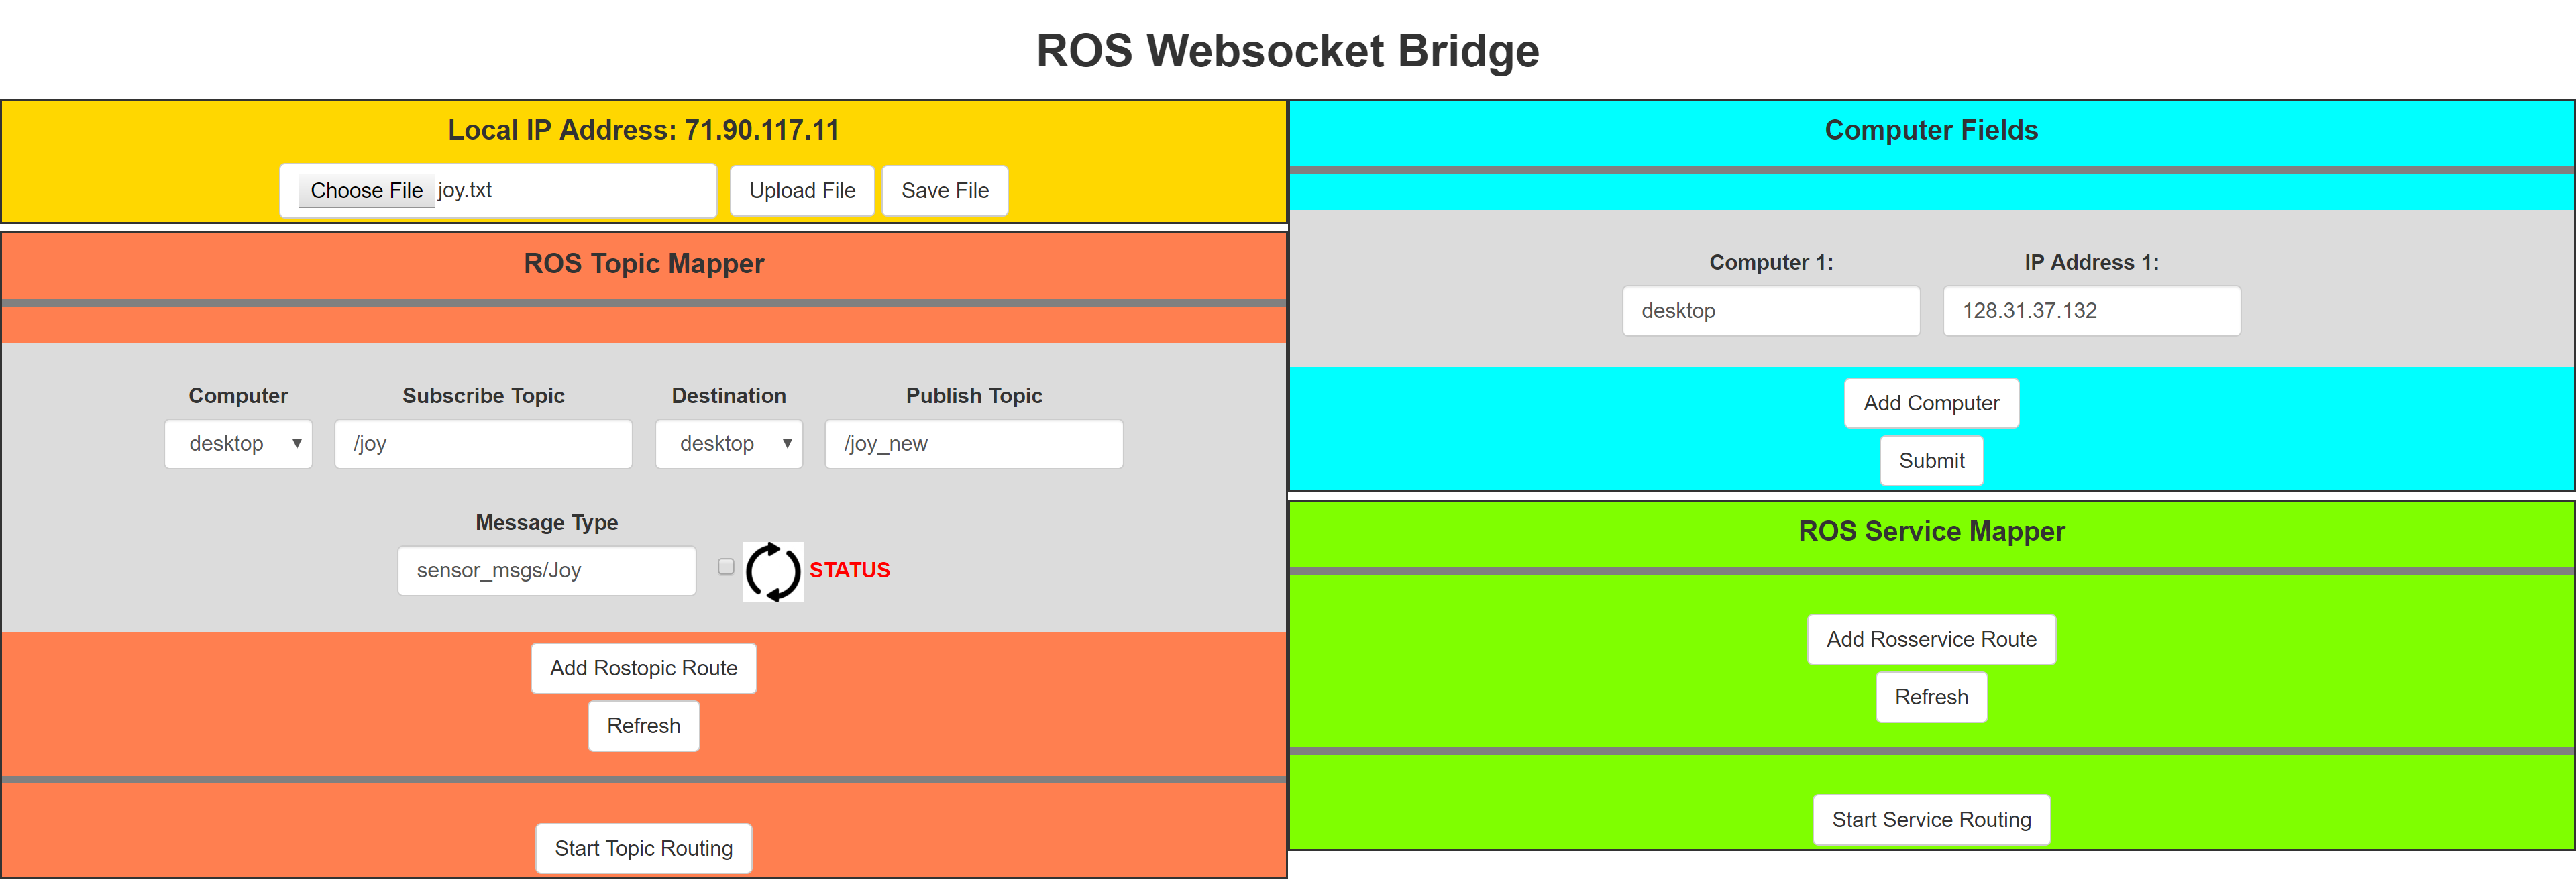 ROS Websocket Bridge
Local IP Address: 71.90.117.11
Choose File joy.txt Upload File Save File
ROS Topic Mapper
Computer Subscribe Topic Destination Publish Topic
desktop /joy desktop /joy_new
Message Type
sensor_msgs/Joy STATUS
Add Rostopic Route
Refresh
Start Topic Routing
Computer Fields
Computer 1: IP Address 1:
desktop 128.31.37.132
Add Computer
Submit
ROS Service Mapper
Add Rosservice Route
Refresh
Start Service Routing